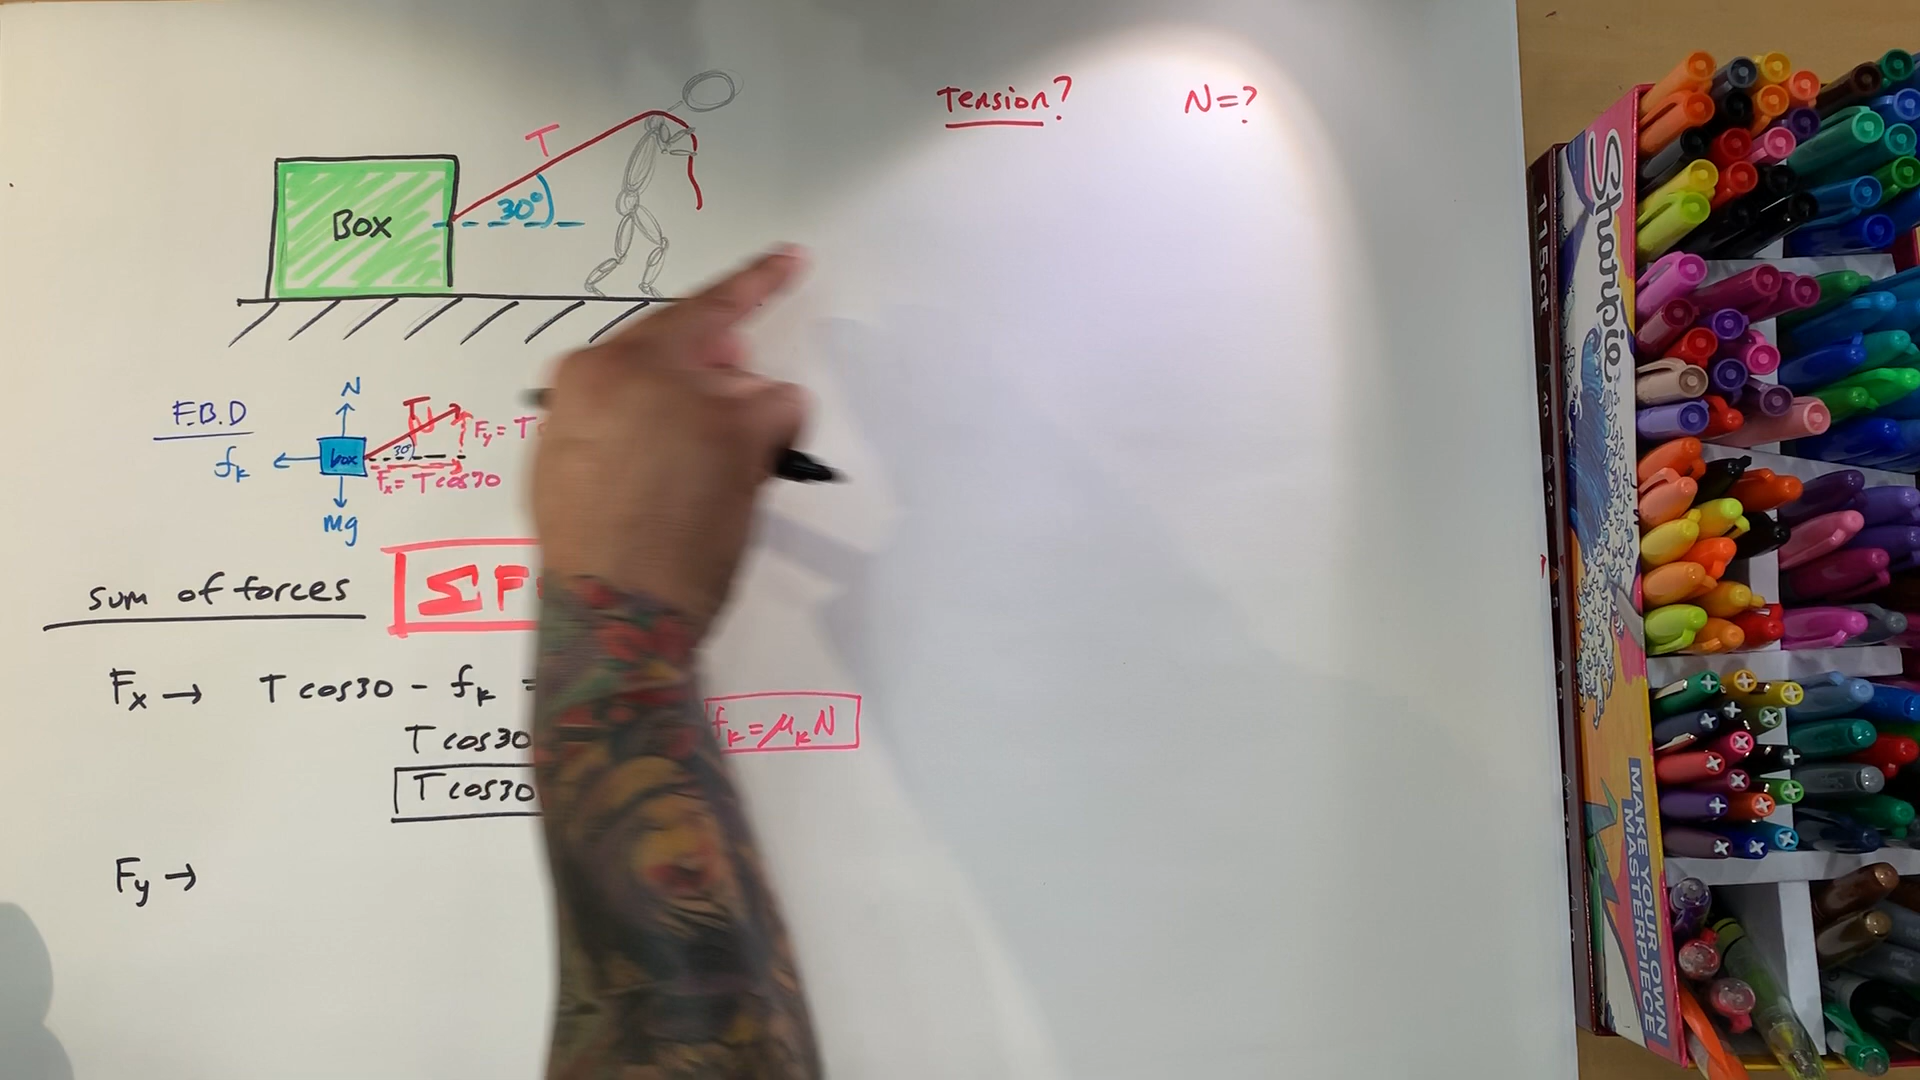 Tension? N=?
T
30°
BOX
N
F.B.D
T
Fy = T
fk
box
30°
Fx = T cos30
mg
sum of forces
ΣF
Fx → T cos30 - fk =
fk = μkN
T cos30
T cos30
Fy →
Sharpie
115ct
MAKE YOUR OWN MASTERPIECE